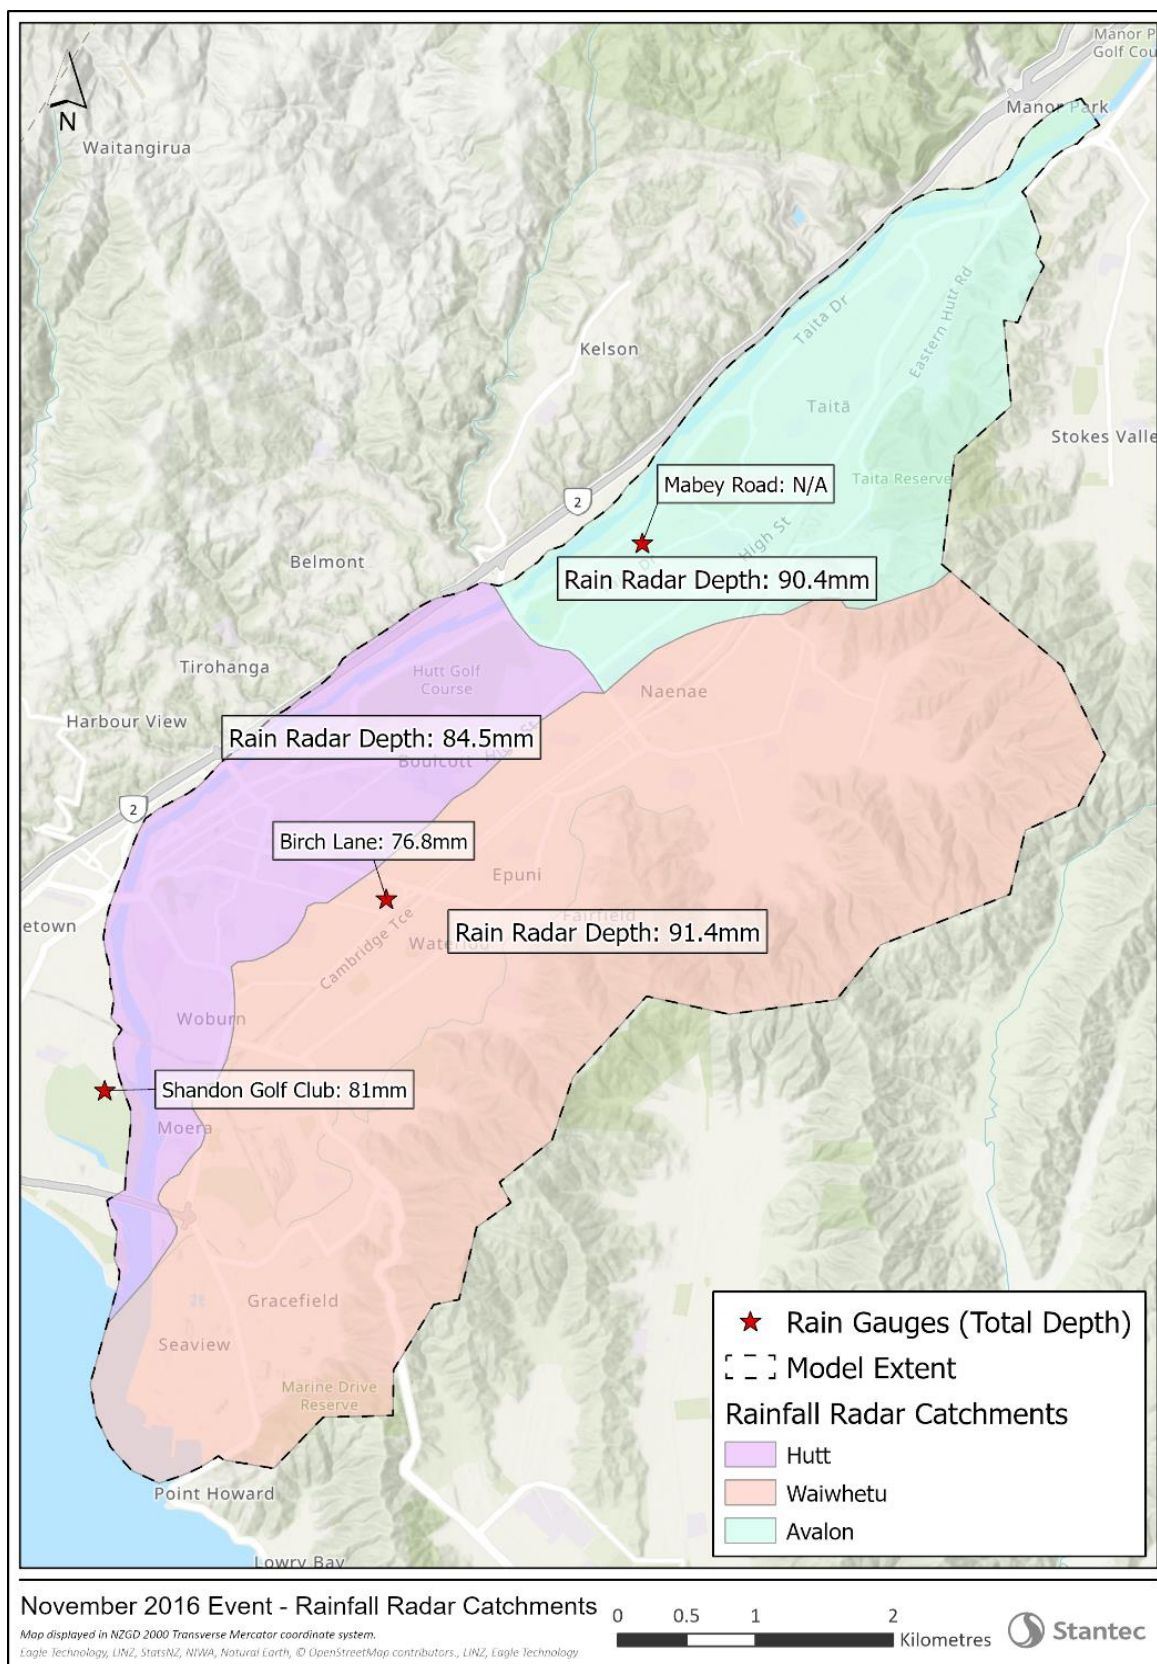 Manor P
Golf Cou
N
Manor Park
Waitangirua
Taita Dr
Eastern Hutt Rd
Kelson
Taitā
Stokes Valle
Taita Reserve
Mabey Road: N/A
2
High St
Dr
Belmont
Rain Radar Depth: 90.4mm
Tirohanga
Hutt Golf
Course
Naenae
Harbour View
Rain Radar Depth: 84.5mm
High St
Boulcott
2
Birch Lane: 76.8mm
Epuni
Fairfield
etown
Cambridge Tce
Waterloo
Rain Radar Depth: 91.4mm
Woburn
Shandon Golf Club: 81mm
Moera
Gracefield
Seaview
Marine Drive
Reserve
Point Howard
Lowry Bay
Rain Gauges (Total Depth)
Model Extent
Rainfall Radar Catchments
Hutt
Waiwhetu
Avalon
November 2016 Event - Rainfall Radar Catchments
Map displayed in NZGD 2000 Transverse Mercator coordinate system.
Eagle Technology, LINZ, StatsNZ, NIWA, Natural Earth, © OpenStreetMap contributors., LINZ, Eagle Technology
0 0.5 1 2
Kilometres
Stantec